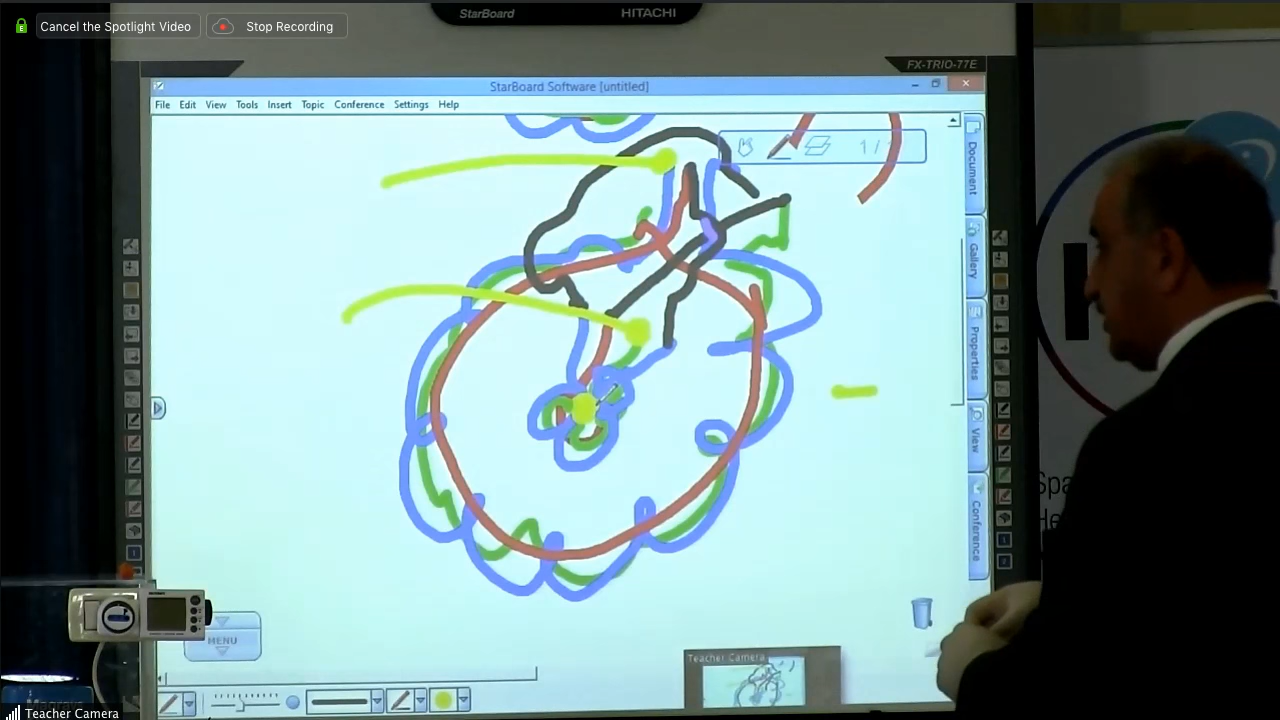 Cancel the Spotlight Video
Stop Recording
StarBoard
HITACHI
FX-TRIO-77E
StarBoard Software [untitled]
File Edit View Tools Insert Topic Conference Settings Help
1 /
Document
Gallery
Properties
View
Conference
MENU
Teacher Camera
Teacher Camera